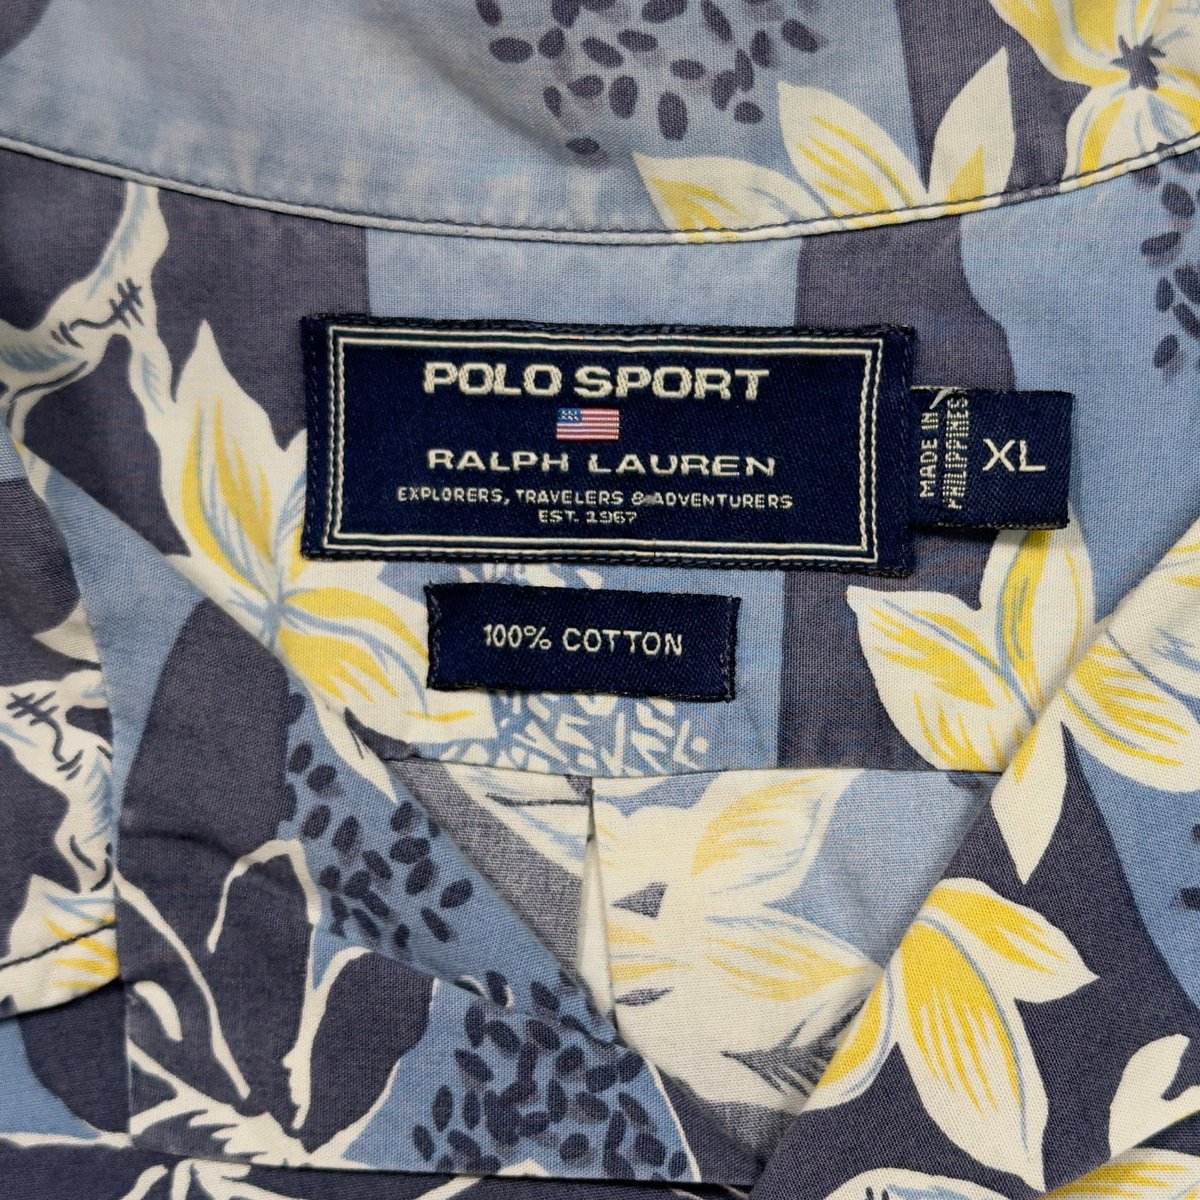 POLO SPORT
RALPH LAUREN
EXPLORERS, TRAVELERS & ADVENTURERS
EST. 1967
MADE IN
PHILIPPINES
XL
100% COTTON